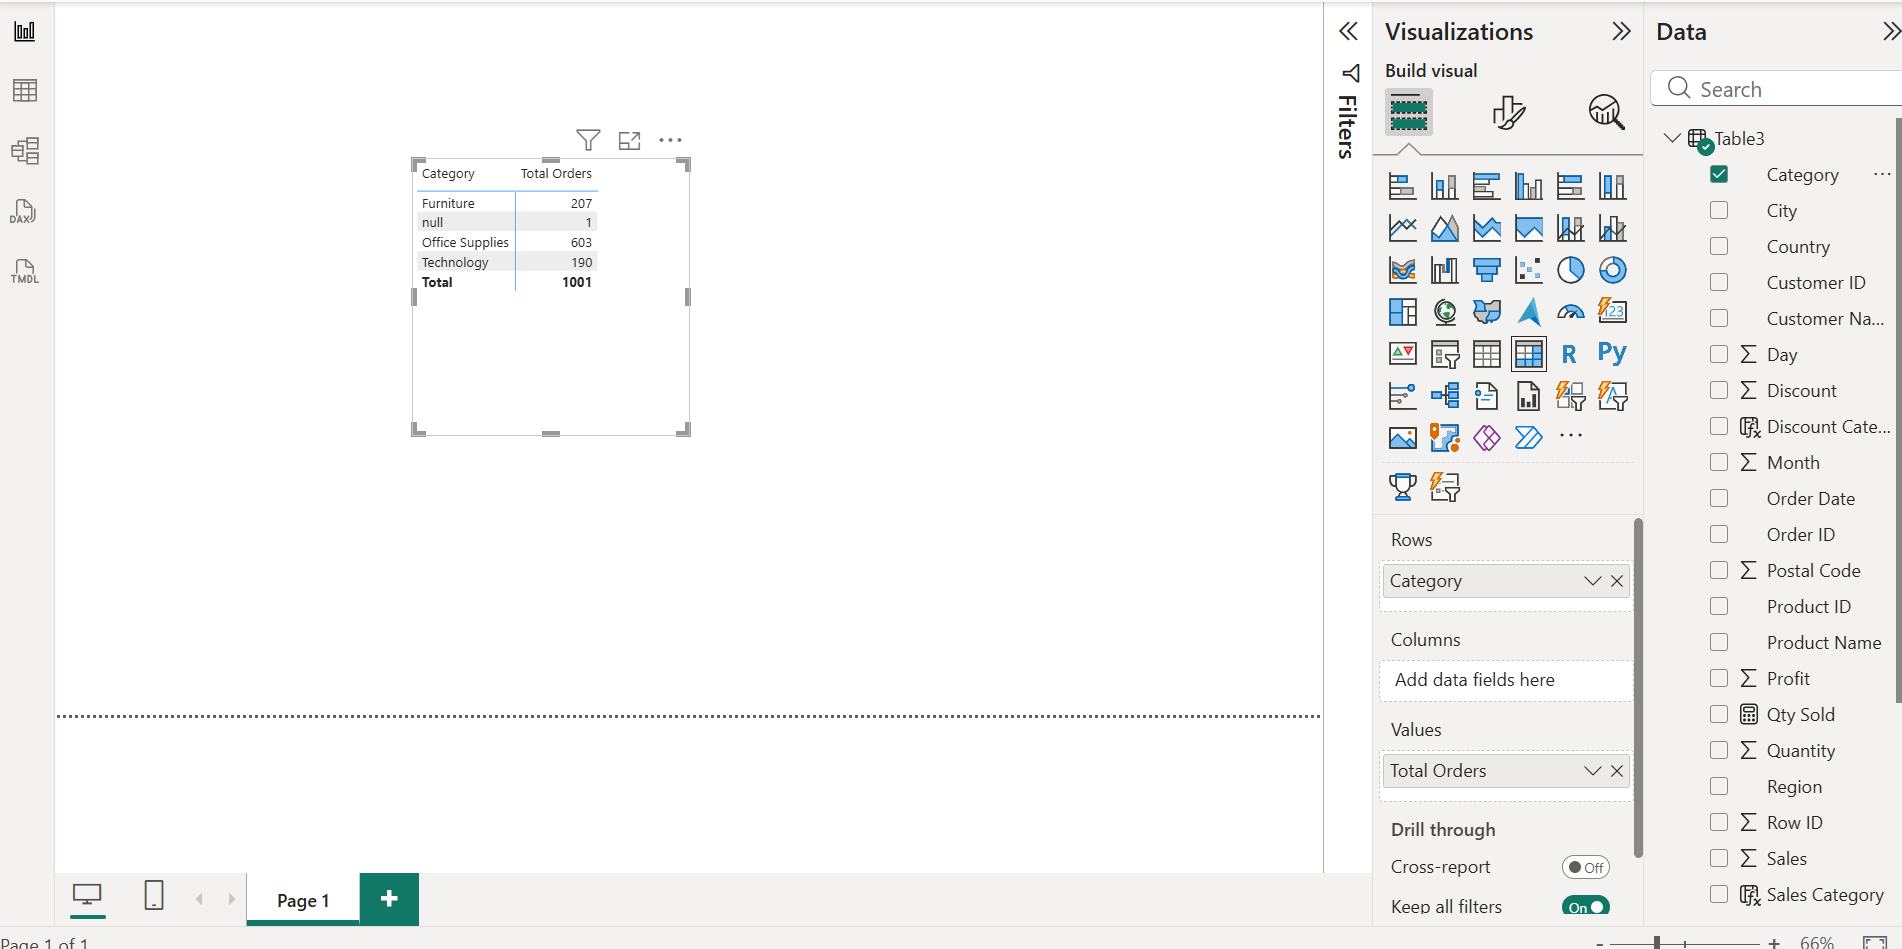 Visualizations
Data
Build visual
Search
Filters
Table3
Category
City
Country
Customer ID
Customer Na...
Day
Discount
Discount Cate...
Month
Order Date
Order ID
Postal Code
Product ID
Product Name
Profit
Qty Sold
Quantity
Region
Row ID
Sales
Sales Category
Category Total Orders
Furniture 207
null 1
Office Supplies 603
Technology 190
Total 1001
DAX
TMDL
123
R
Py
Rows
Category
Columns
Add data fields here
Values
Total Orders
Drill through
Cross-report Off
Keep all filters On
Page 1
+
Page 1 of 1
- + 66%